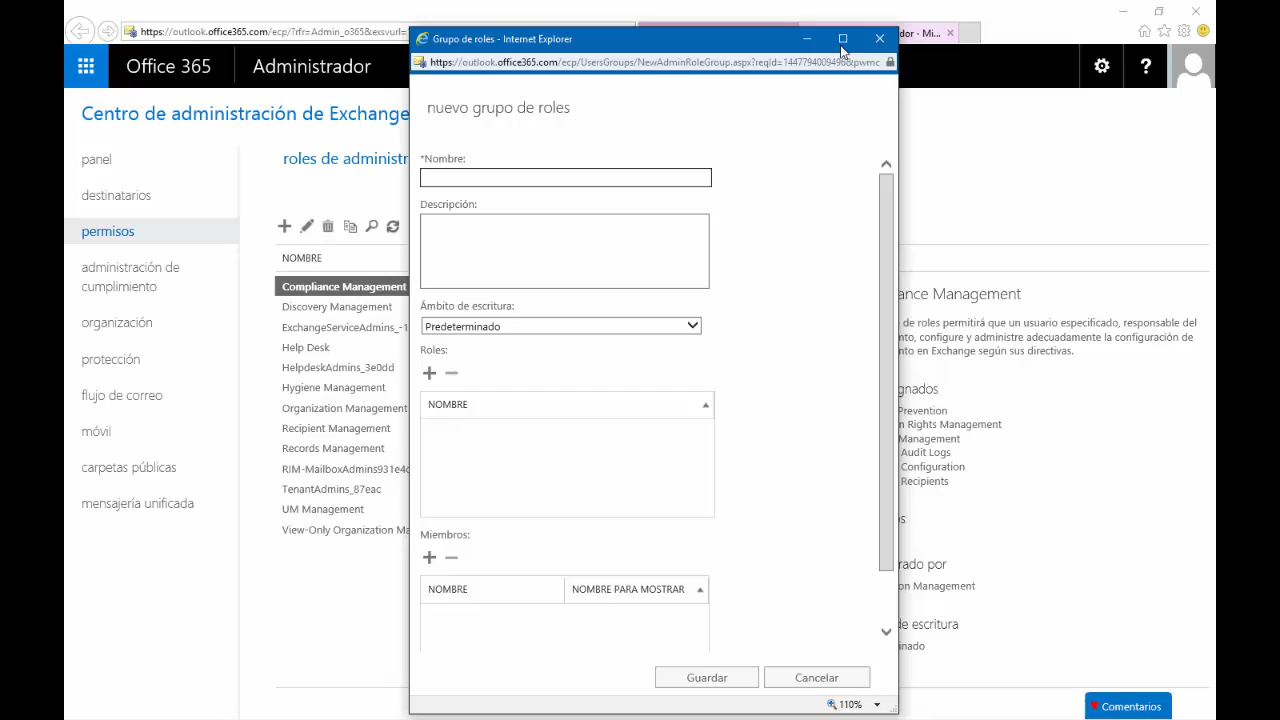 https://outlook.office365.com/ecp/?rfr=Admin_o365&exsvurl=
dor - Mi...
Office 365
Administrador
Centro de administración de Exchange
panel
destinatarios
permisos
administración de
cumplimiento
organización
protección
flujo de correo
móvil
carpetas públicas
mensajería unificada
roles de administr
NOMBRE
Compliance Management
Discovery Management
ExchangeServiceAdmins_-1
Help Desk
HelpdeskAdmins_3e0dd
Hygiene Management
Organization Management
Recipient Management
Records Management
RIM-MailboxAdmins931e4c
TenantAdmins_87eac
UM Management
View-Only Organization Ma
Grupo de roles - Internet Explorer
https://outlook.office365.com/ecp/UsersGroups/NewAdminRoleGroup.aspx?reqId=1447794009496&pwmc
nuevo grupo de roles
*Nombre:
Descripción:
Ámbito de escritura:
Predeterminado
Roles:
NOMBRE
Miembros:
NOMBRE
NOMBRE PARA MOSTRAR
Guardar
Cancelar
110%
ance Management
de roles permitirá que un usuario especificado, responsable del
nto, configure y administre adecuadamente la configuración de
nto en Exchange según sus directivas.
gnados
Prevention
n Rights Management
Management
Audit Logs
Configuration
Recipients
os
rado por
on Management
de escritura
inado
Comentarios